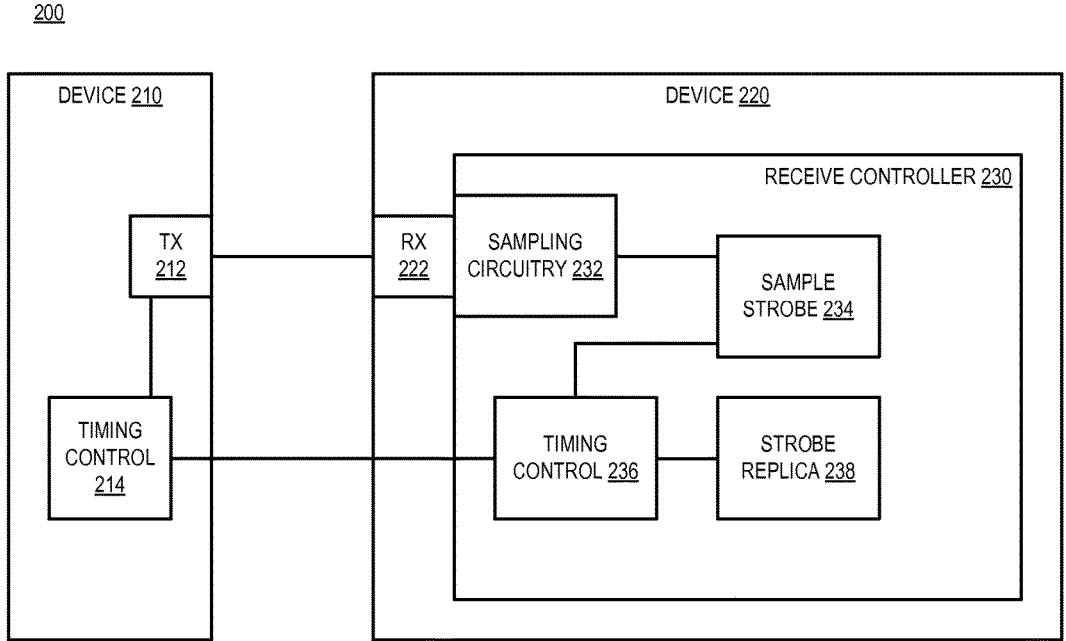 200
DEVICE 210
DEVICE 220
RECEIVE CONTROLLER 230
TX
212
RX
222
SAMPLING
CIRCUITRY 232
SAMPLE
STROBE 234
TIMING
CONTROL
214
TIMING
CONTROL 236
STROBE
REPLICA 238